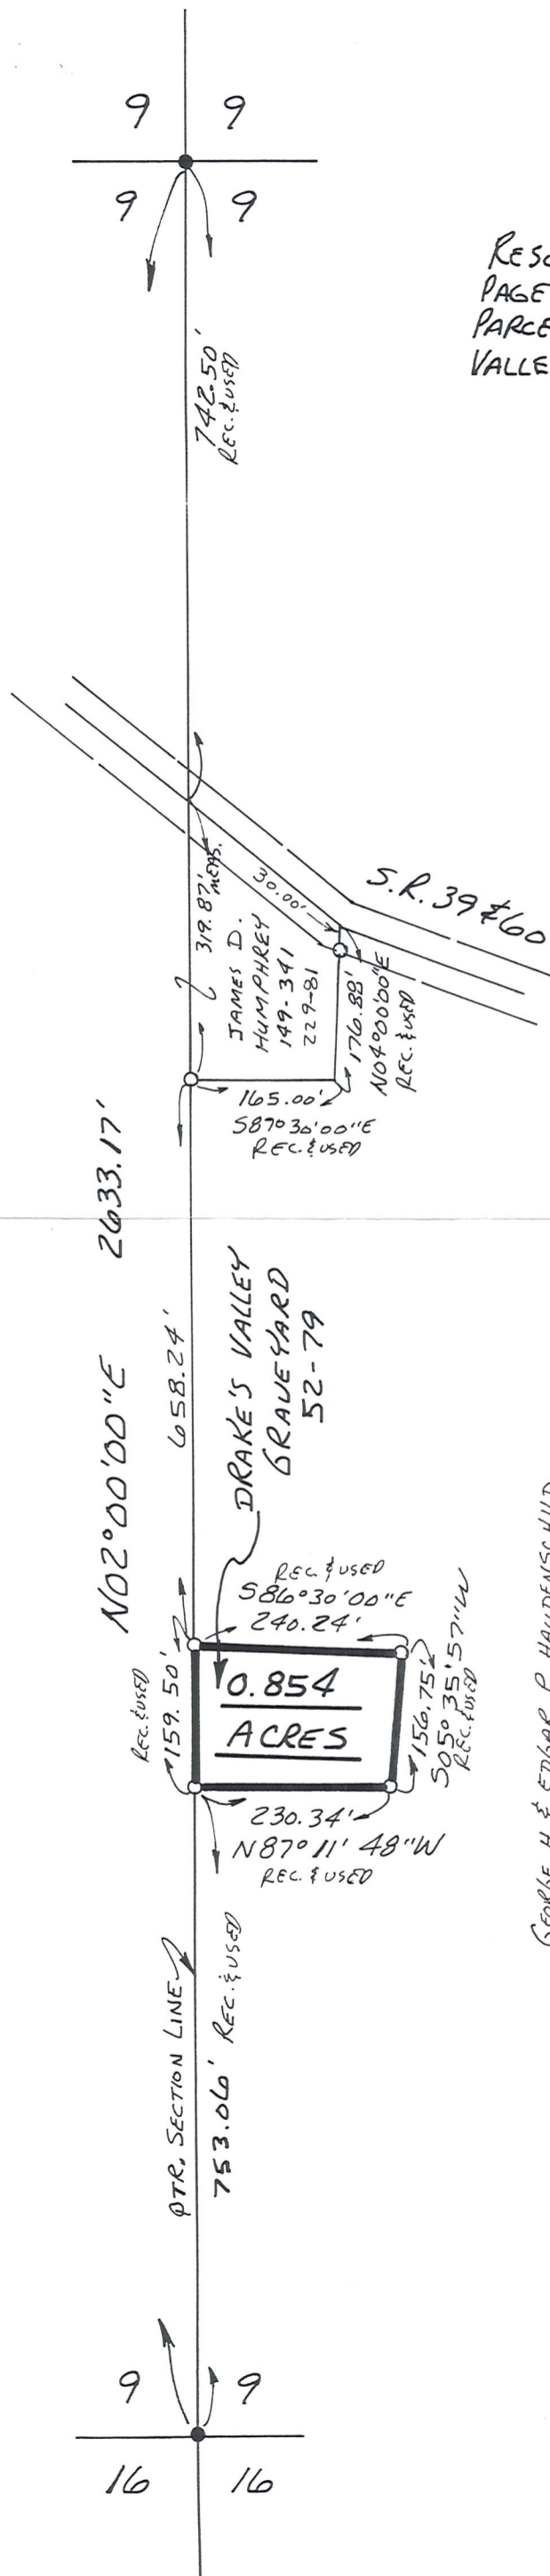 9 9
9 9
RESU
PAGE
PARCE
VALLE
742.50'
REC. & USED
S.R. 39 & 60
30.00'
319.87' MEAS.
JAMES D.
HUMPHREY
149-341
229-81
176.88'
N04°00'00"E
REC. & USED
165.00'
S87°30'00"E
REC. & USED
N02°00'00"E 2633.17'
658.24'
DRAKE'S VALLEY
GRAVEYARD
52-79
REC. & USED
S86°30'00"E
240.24'
REC. & USED
159.50'
0.854
ACRES
156.75'
S05°35'57"W
REC. & USED
230.34'
N87°11'48"W
REC. & USED
GEORGE H & EDGAR P HAUDENSCHILD
QTR. SECTION LINE
753.06' REC. & USED
9 9
16 16